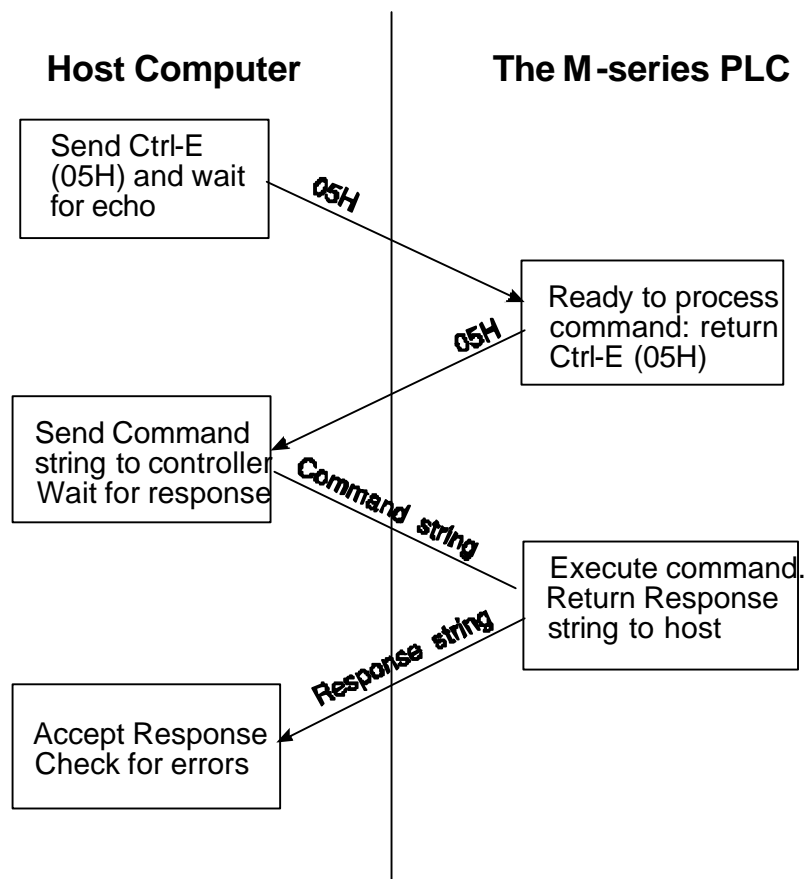 Host Computer
The M-series PLC
Send Ctrl-E
(05H) and wait
for echo
05H
Ready to process
command: return
Ctrl-E (05H)
05H
Send Command
string to controller
Wait for response
Command string
Execute command.
Return Response
string to host
Response string
Accept Response
Check for errors